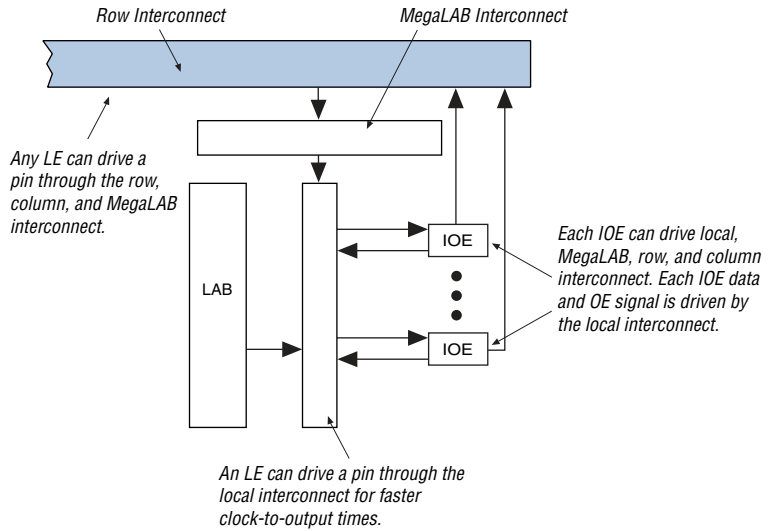 Row Interconnect
MegaLAB Interconnect
Any LE can drive a
pin through the row,
column, and MegaLAB
interconnect.
LAB
IOE
IOE
Each IOE can drive local,
MegaLAB, row, and column
interconnect. Each IOE data
and OE signal is driven by
the local interconnect.
An LE can drive a pin through the
local interconnect for faster
clock-to-output times.